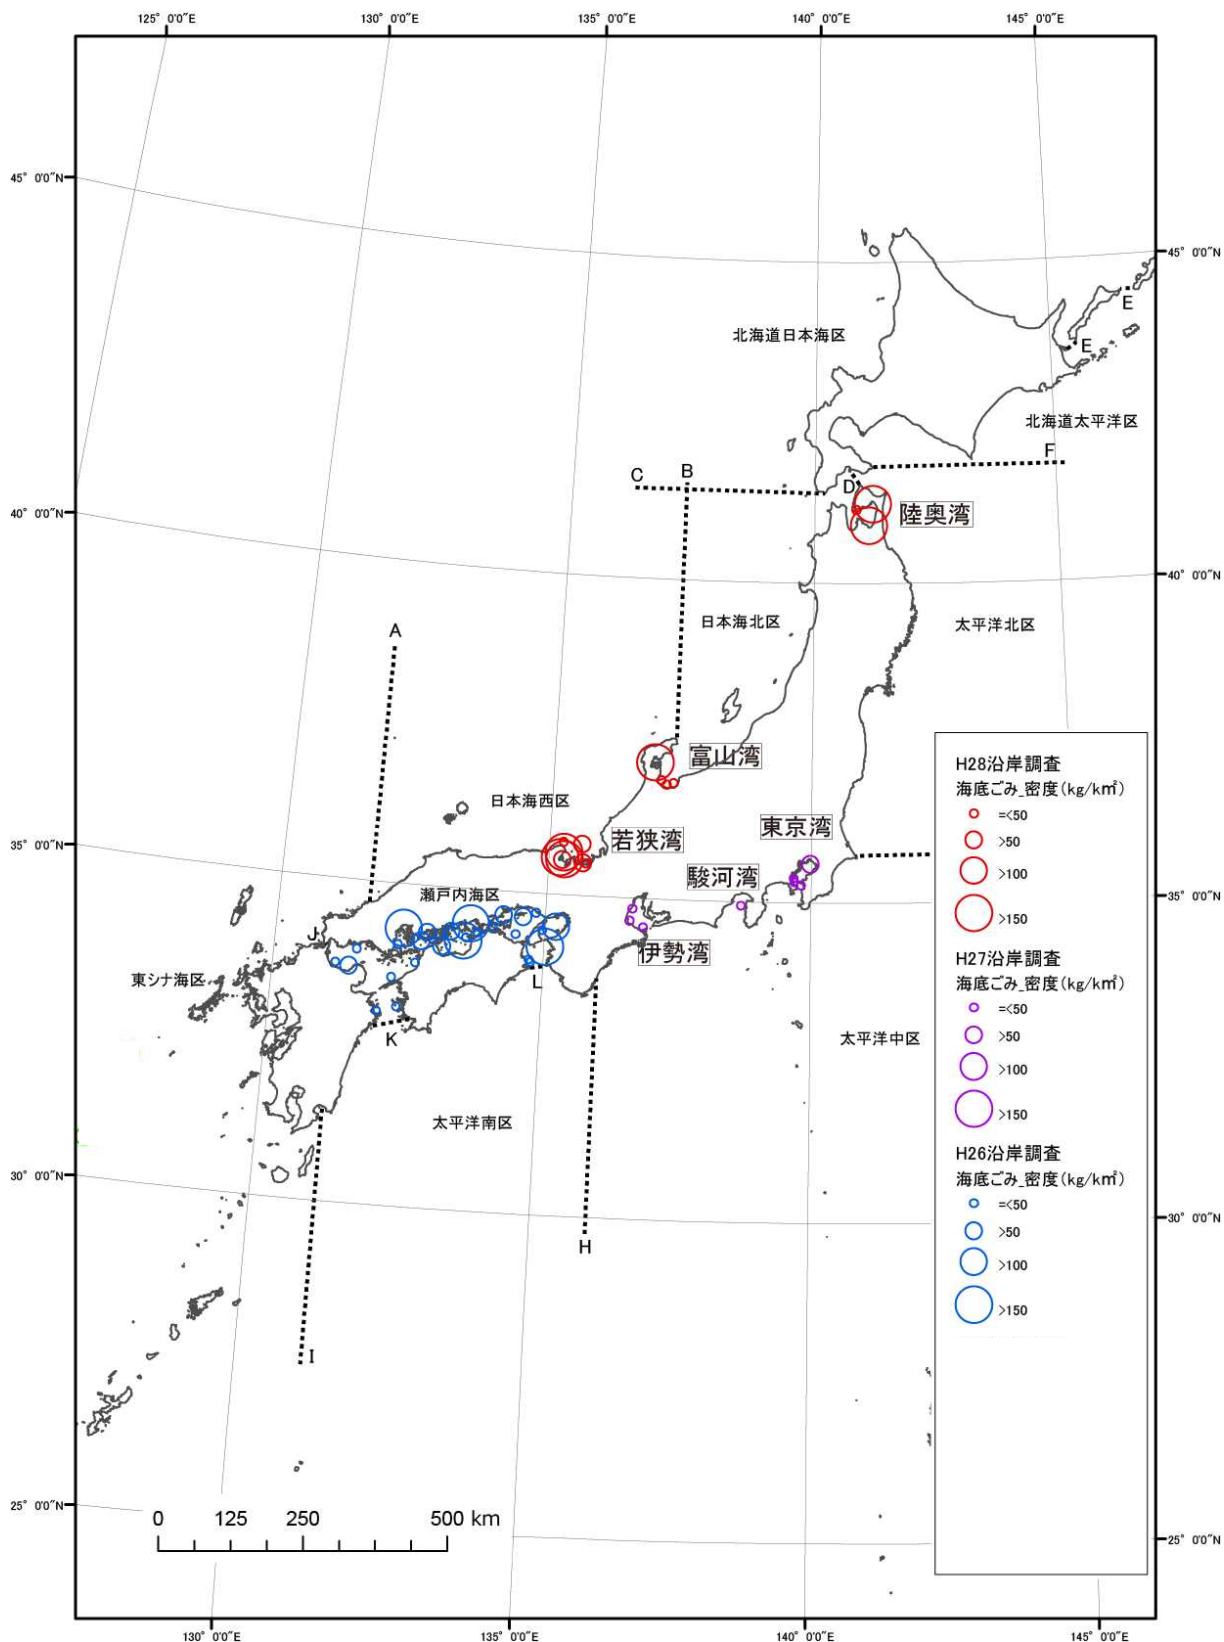 125° 0'0"E
130° 0'0"E
135° 0'0"E
140° 0'0"E
145° 0'0"E
45° 0'0"N
45° 0'0"N
E
E
北海道日本海区
北海道太平洋区
F
B
C
D
40° 0'0"N
陸奥湾
40° 0'0"N
日本海北区
太平洋北区
A
富山湾
日本海西区
若狭湾
東京湾
35° 0'0"N
駿河湾
瀬戸内海区
35° 0'0"N
J
伊勢湾
東シナ海区
L
K
太平洋中区
太平洋南区
30° 0'0"N
30° 0'0"N
H
I
H28沿岸調査
海底ごみ_密度(kg/k㎡)
=<50
>50
>100
>150
H27沿岸調査
海底ごみ_密度(kg/k㎡)
=<50
>50
>100
>150
H26沿岸調査
海底ごみ_密度(kg/k㎡)
=<50
>50
>100
>150
25° 0'0"N
0 125 250 500 km
25° 0'0"N
130° 0'0"E
135° 0'0"E
140° 0'0"E
145° 0'0"E